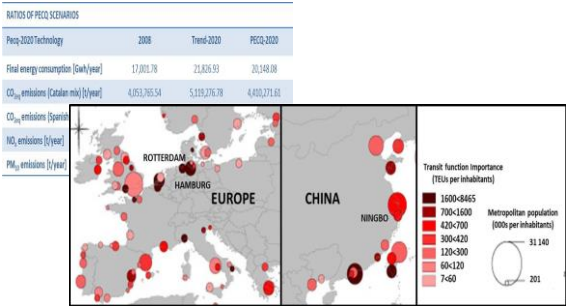 RATIOS OF PECQ SCENARIOS
Pecq-2020 Technology 2008 Trend-2020 PECQ-2020
Final energy consumption [Gwh/year] 17,001.78 21,826.93 20,148.08
CO2eq emissions (Catalan mix) [t/year] 4,053,765.54 5,119,276.78 4,410,271.61
CO2eq emissions (Spanish
NOx emissions [t/year]
PM10 emissions [t/year]
ROTTERDAM
HAMBURG
EUROPE
CHINA
NINGBO
Transit function Importance
(TEUs per inhabitants)
1600<8465
700<1600
420<700
300<420
120<300
60<120
7<60
Metropolitan population
(000s per inhabitants)
31 140
201